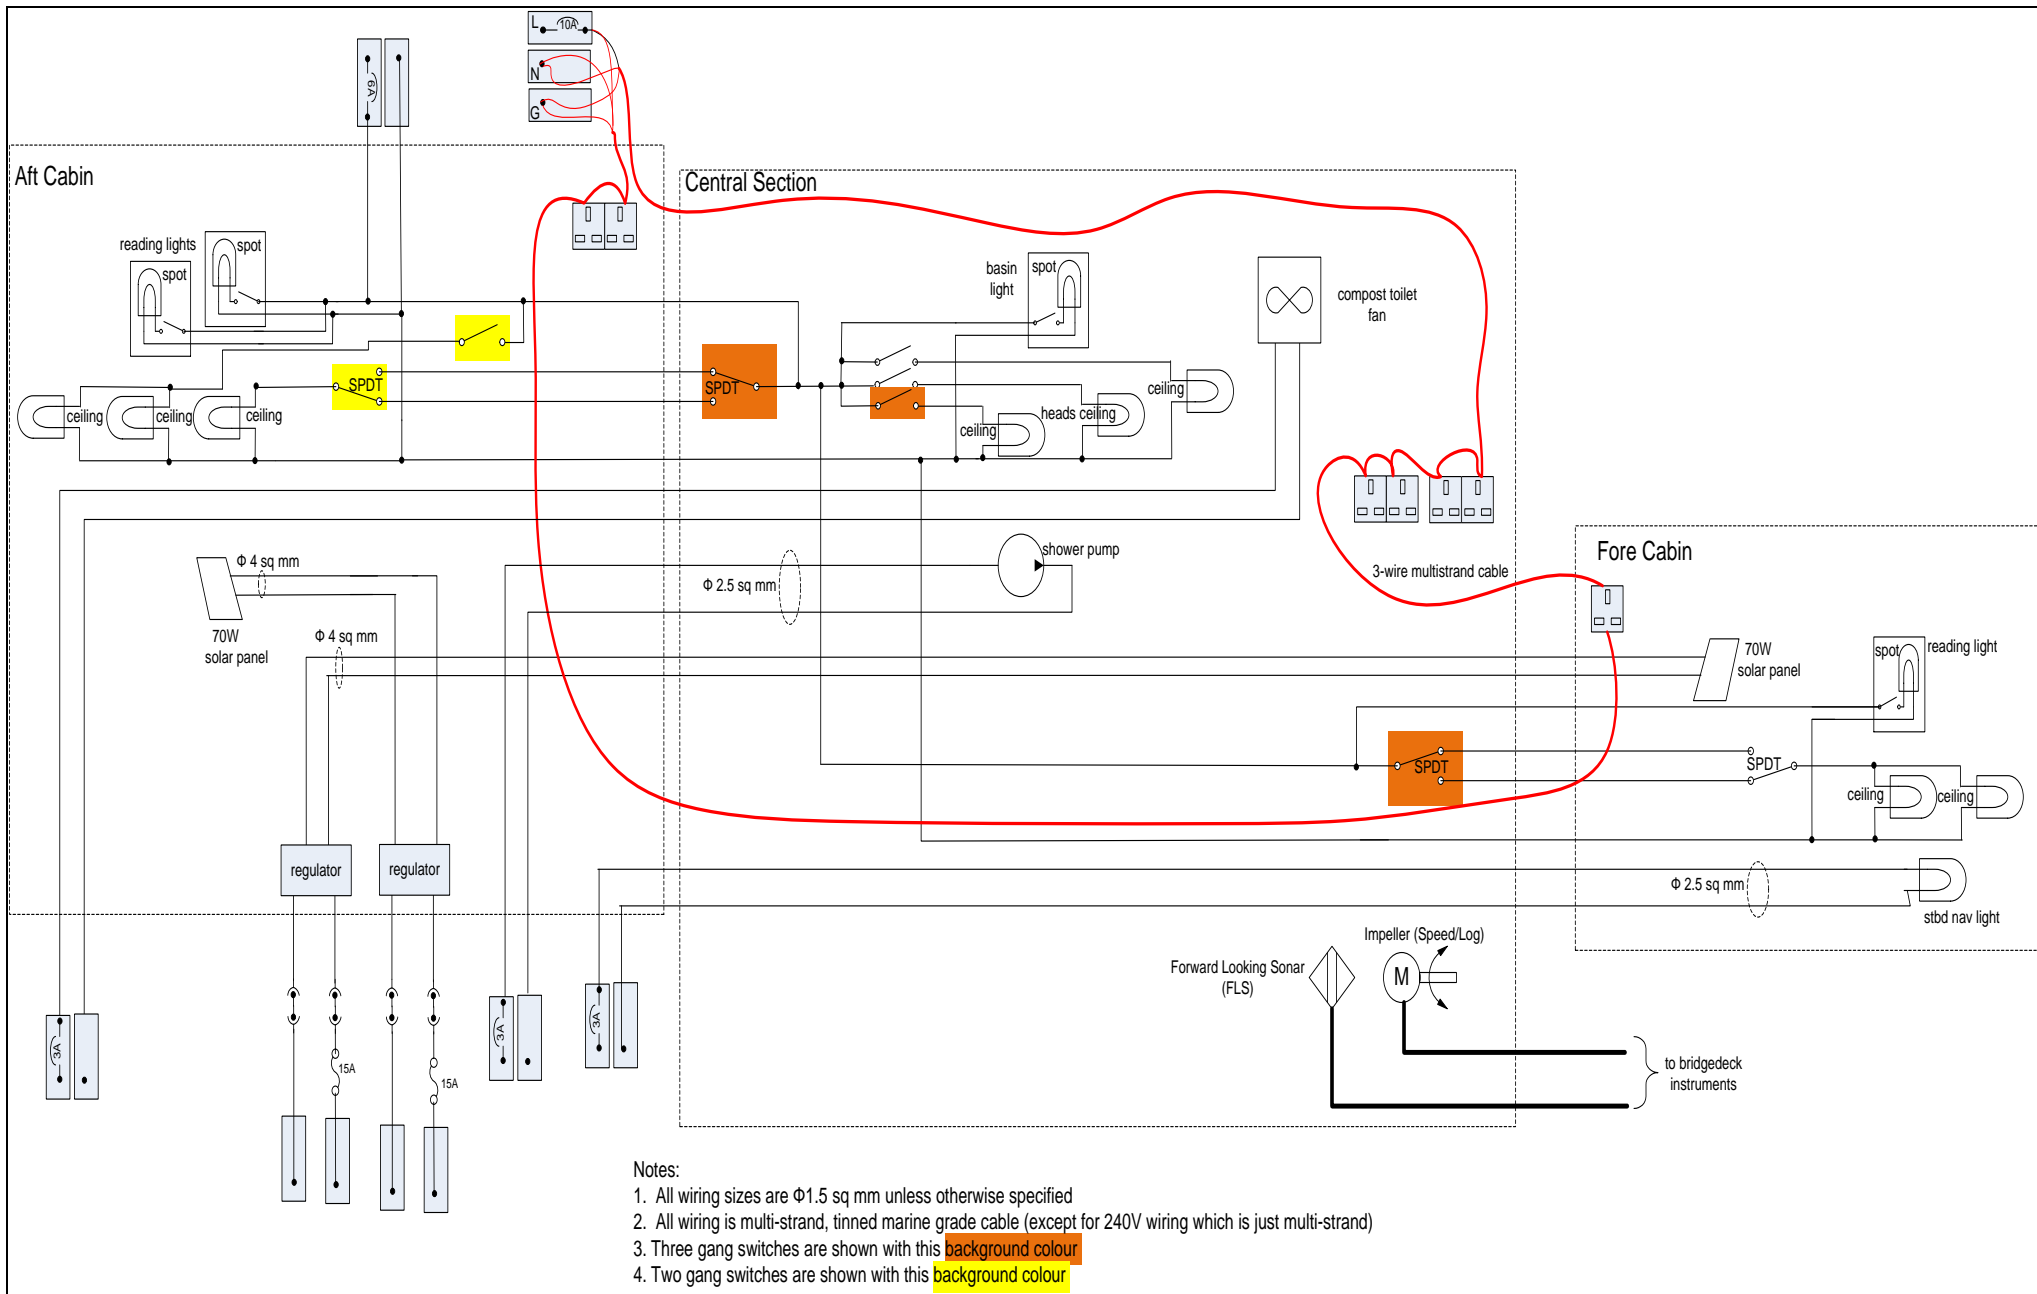 L
10A
N
G
6A
Aft Cabin
Central Section
reading lights
spot
spot
basin
light
spot
compost toilet
fan
SPDT
SPDT
ceiling
ceiling
ceiling
ceiling
heads ceiling
ceiling
Φ 4 sq mm
70W
solar panel
Φ 4 sq mm
Φ 2.5 sq mm
shower pump
3-wire multistrand cable
Fore Cabin
70W
solar panel
spot
reading light
SPDT
SPDT
ceiling
ceiling
regulator
regulator
Φ 2.5 sq mm
stbd nav light
Impeller (Speed/Log)
Forward Looking Sonar
(FLS)
M
3A
15A
15A
3A
3A
to bridgedeck
instruments
Notes:
1. All wiring sizes are Φ1.5 sq mm unless otherwise specified
2. All wiring is multi-strand, tinned marine grade cable (except for 240V wiring which is just multi-strand)
3. Three gang switches are shown with this background colour
4. Two gang switches are shown with this background colour